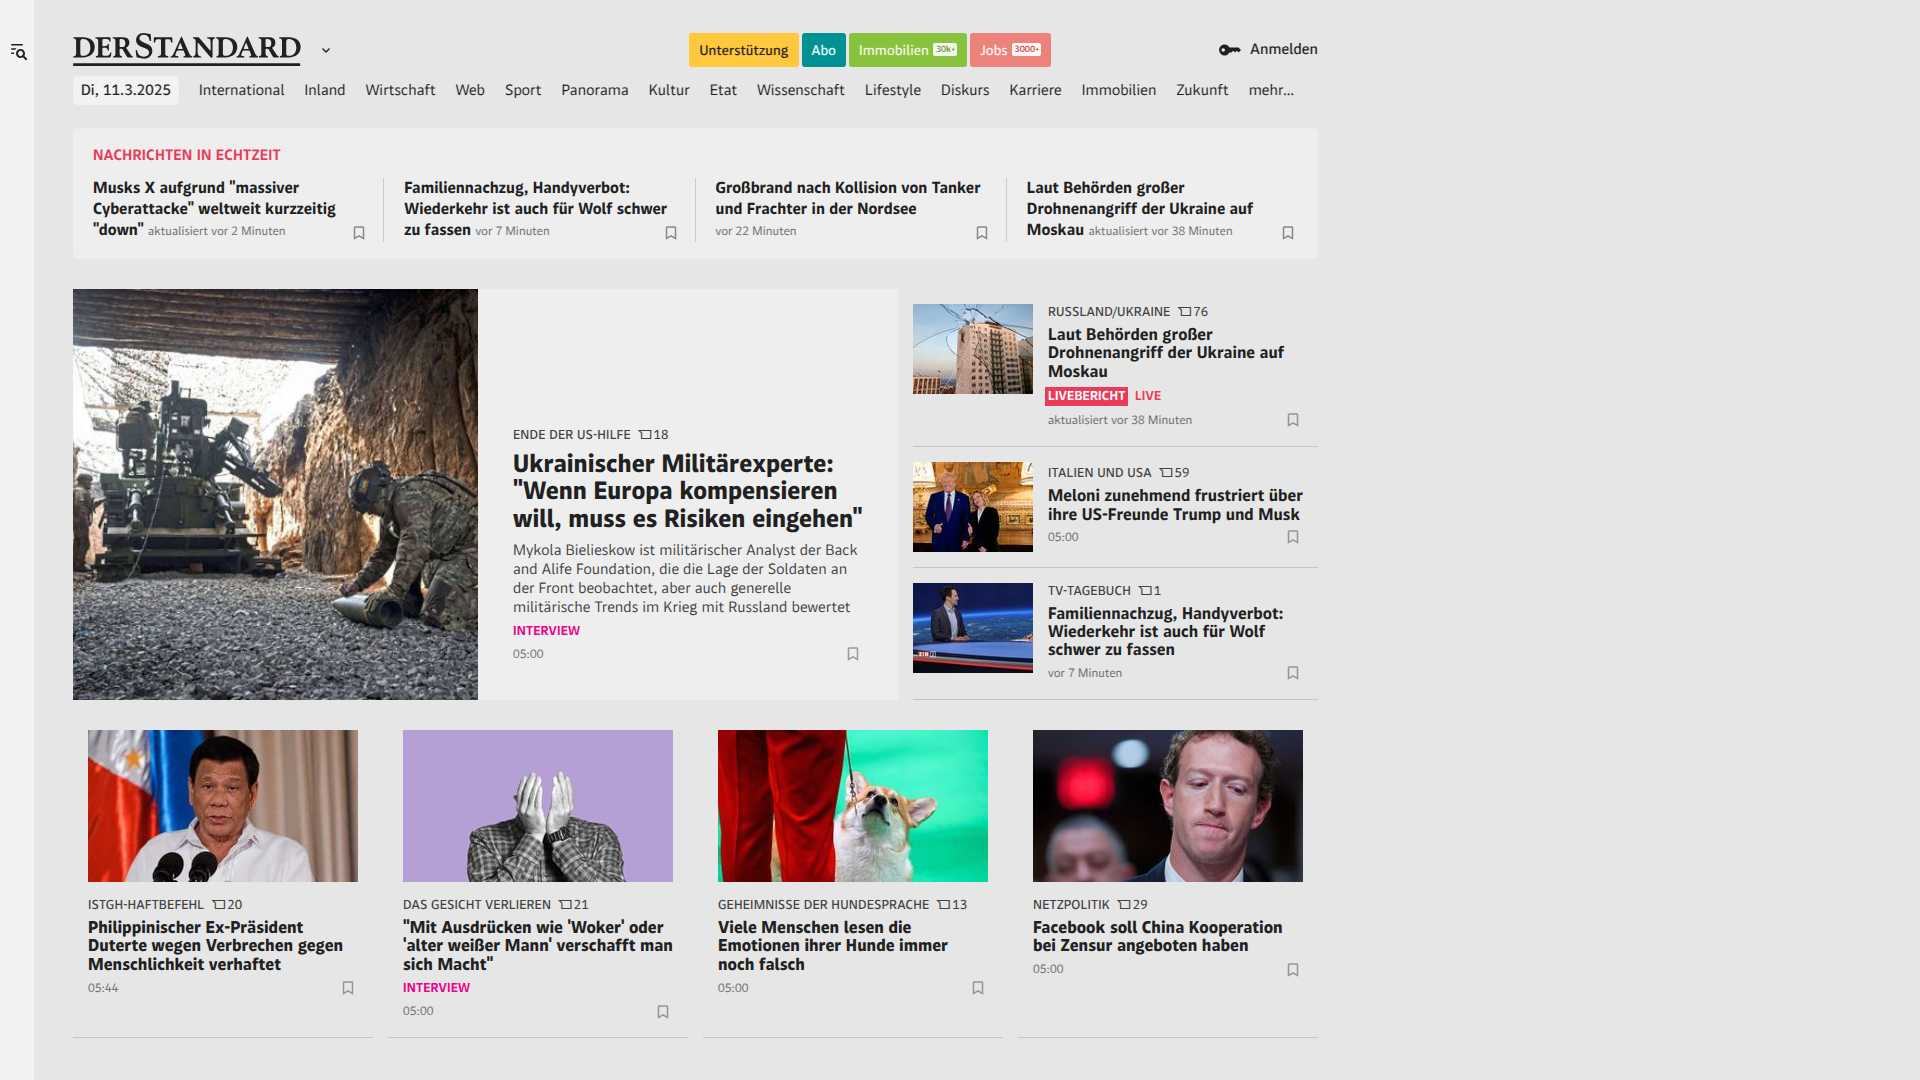 DERSTANDARD
Unterstützung Abo Immobilien 30k+ Jobs 3000+
Anmelden
Di, 11.3.2025 International Inland Wirtschaft Web Sport Panorama Kultur Etat Wissenschaft Lifestyle Diskurs Karriere Immobilien Zukunft mehr...
NACHRICHTEN IN ECHTZEIT
Musks X aufgrund "massiver
Cyberattacke" weltweit kurzzeitig
"down" aktualisiert vor 2 Minuten
Familiennachzug, Handyverbot:
Wiederkehr ist auch für Wolf schwer
zu fassen vor 7 Minuten
Großbrand nach Kollision von Tanker
und Frachter in der Nordsee
vor 22 Minuten
Laut Behörden großer
Drohnenangriff der Ukraine auf
Moskau aktualisiert vor 38 Minuten
ENDE DER US-HILFE 18
Ukrainischer Militärexperte:
"Wenn Europa kompensieren
will, muss es Risiken eingehen"
Mykola Bielieskow ist militärischer Analyst der Back
and Alife Foundation, die die Lage der Soldaten an
der Front beobachtet, aber auch generelle
militärische Trends im Krieg mit Russland bewertet
INTERVIEW
05:00
RUSSLAND/UKRAINE 76
Laut Behörden großer
Drohnenangriff der Ukraine auf
Moskau
LIVEBERICHT LIVE
aktualisiert vor 38 Minuten
ITALIEN UND USA 59
Meloni zunehmend frustriert über
ihre US-Freunde Trump und Musk
05:00
TV-TAGEBUCH 1
Familiennachzug, Handyverbot:
Wiederkehr ist auch für Wolf
schwer zu fassen
vor 7 Minuten
ISTGH-HAFTBEFEHL 20
Philippinischer Ex-Präsident
Duterte wegen Verbrechen gegen
Menschlichkeit verhaftet
05:44
DAS GESICHT VERLIEREN 21
"Mit Ausdrücken wie 'Woker' oder
'alter weißer Mann' verschafft man
sich Macht"
INTERVIEW
05:00
GEHEIMNISSE DER HUNDESPRACHE 13
Viele Menschen lesen die
Emotionen ihrer Hunde immer
noch falsch
05:00
NETZPOLITIK 29
Facebook soll China Kooperation
bei Zensur angeboten haben
05:00